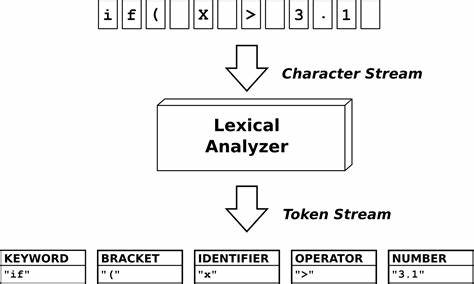 i f ( X > 3 . 1
Character Stream
Lexical
Analyzer
Token Stream
KEYWORD BRACKET IDENTIFIER OPERATOR NUMBER
"if" "(" "x" ">" "3.1"